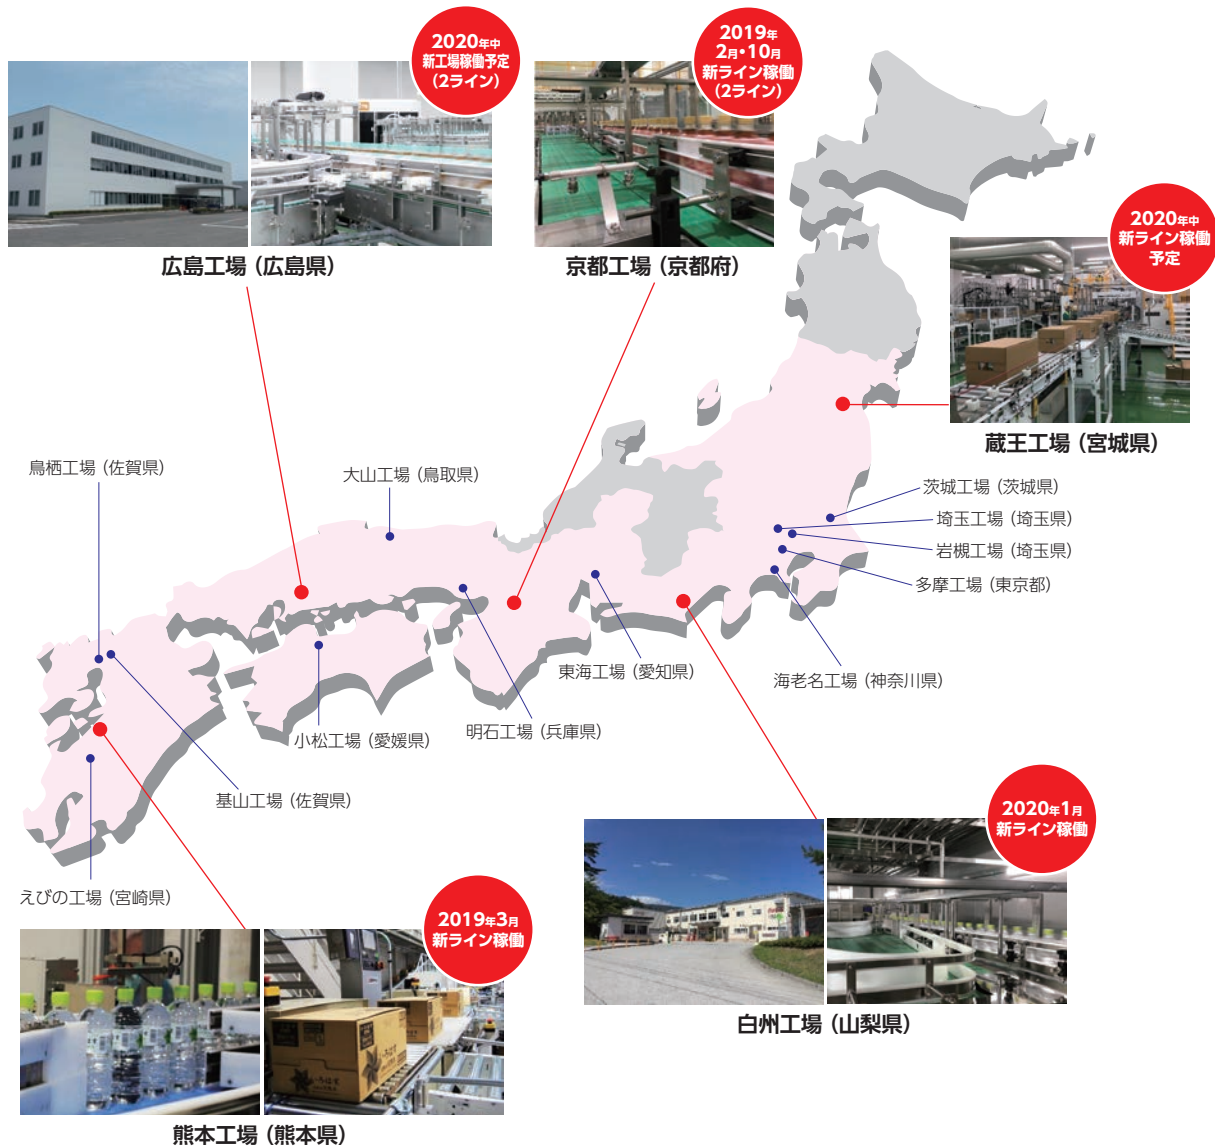 2020年中
新工場稼働予定
(2ライン)
広島工場 (広島県)
2019年
2月・10月
新ライン稼働
(2ライン)
京都工場 (京都府)
2020年中
新ライン稼働
予定
蔵王工場 (宮城県)
鳥栖工場 (佐賀県)
大山工場 (鳥取県)
茨城工場 (茨城県)
埼玉工場 (埼玉県)
岩槻工場 (埼玉県)
多摩工場 (東京都)
東海工場 (愛知県)
海老名工場 (神奈川県)
明石工場 (兵庫県)
小松工場 (愛媛県)
基山工場 (佐賀県)
えびの工場 (宮崎県)
2020年1月
新ライン稼働
白州工場 (山梨県)
2019年3月
新ライン稼働
い・ろ・は・す
熊本工場 (熊本県)